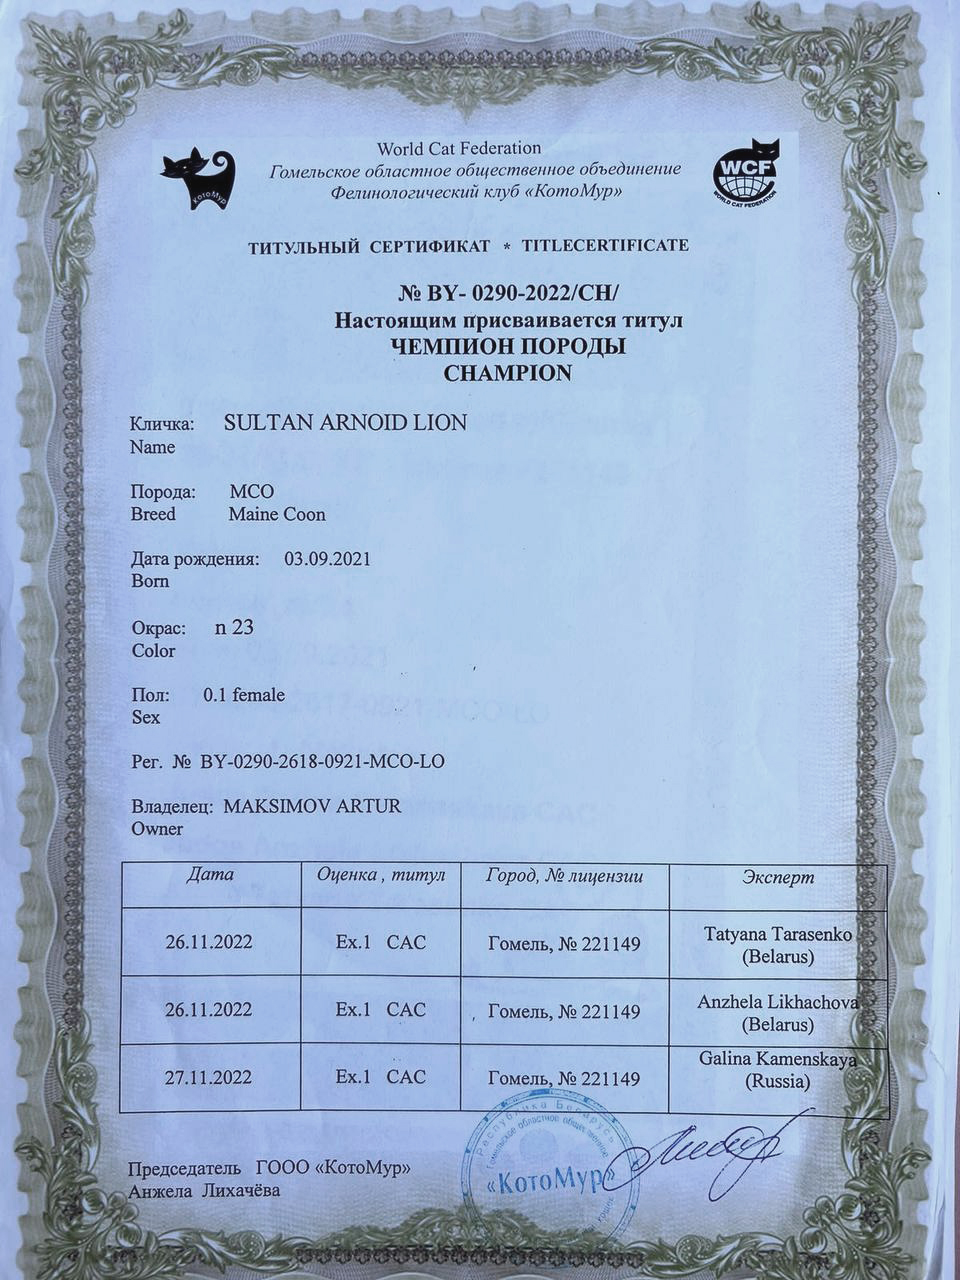 World Cat Federation
Гомельское областное общественное объединение
Фелинологический клуб «КотоМур»
КотоМур
WCF
WORLD CAT FEDERATION
ТИТУЛЬНЫЙ СЕРТИФИКАТ * TITLECERTIFICATE
№ BY- 0290-2022/CH/
Настоящим присваивается титул
ЧЕМПИОН ПОРОДЫ
CHAMPION
Кличка: SULTAN ARNOID LION
Name
Порода: MCO
Breed Maine Coon
Дата рождения: 03.09.2021
Born
Окрас: n 23
Color
Пол: 0.1 female
Sex
Рег. № BY-0290-2618-0921-MCO-LO
Владелец: MAKSIMOV ARTUR
Owner
Дата Оценка , титул Город, № лицензии Эксперт
26.11.2022 Ex.1 CAC Гомель, № 221149 Tatyana Tarasenko
(Belarus)
26.11.2022 Ex.1 CAC Гомель, № 221149 Anzhela Likhachova
(Belarus)
27.11.2022 Ex.1 CAC Гомель, № 221149 Galina Kamenskaya
(Russia)
Республика Беларусь
Гомельское областное общественное
«КотоМур»
Председатель ГООО «КотоМур»
Анжела Лихачёва